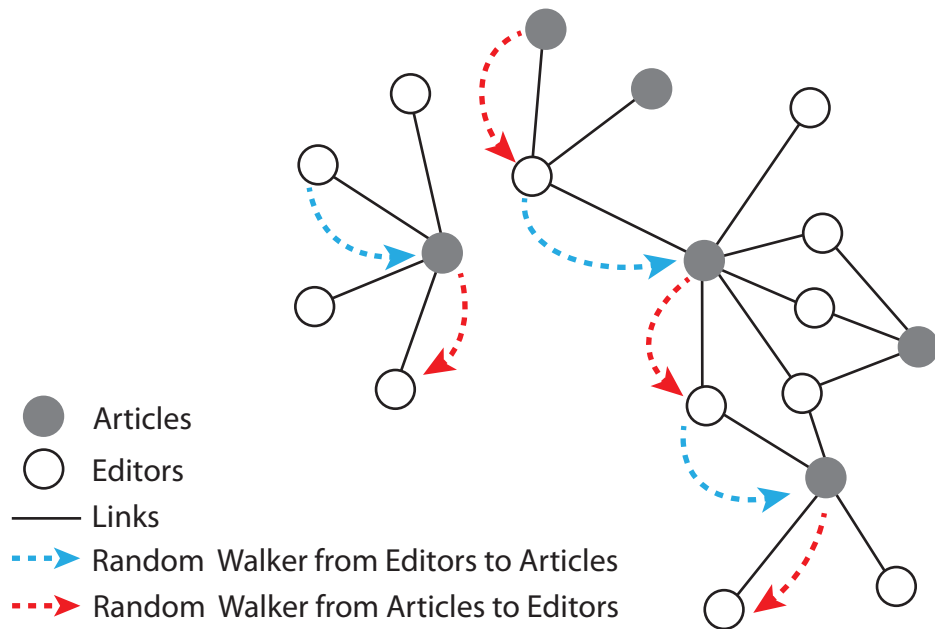 Articles
Editors
Links
Random Walker from Editors to Articles
Random Walker from Articles to Editors